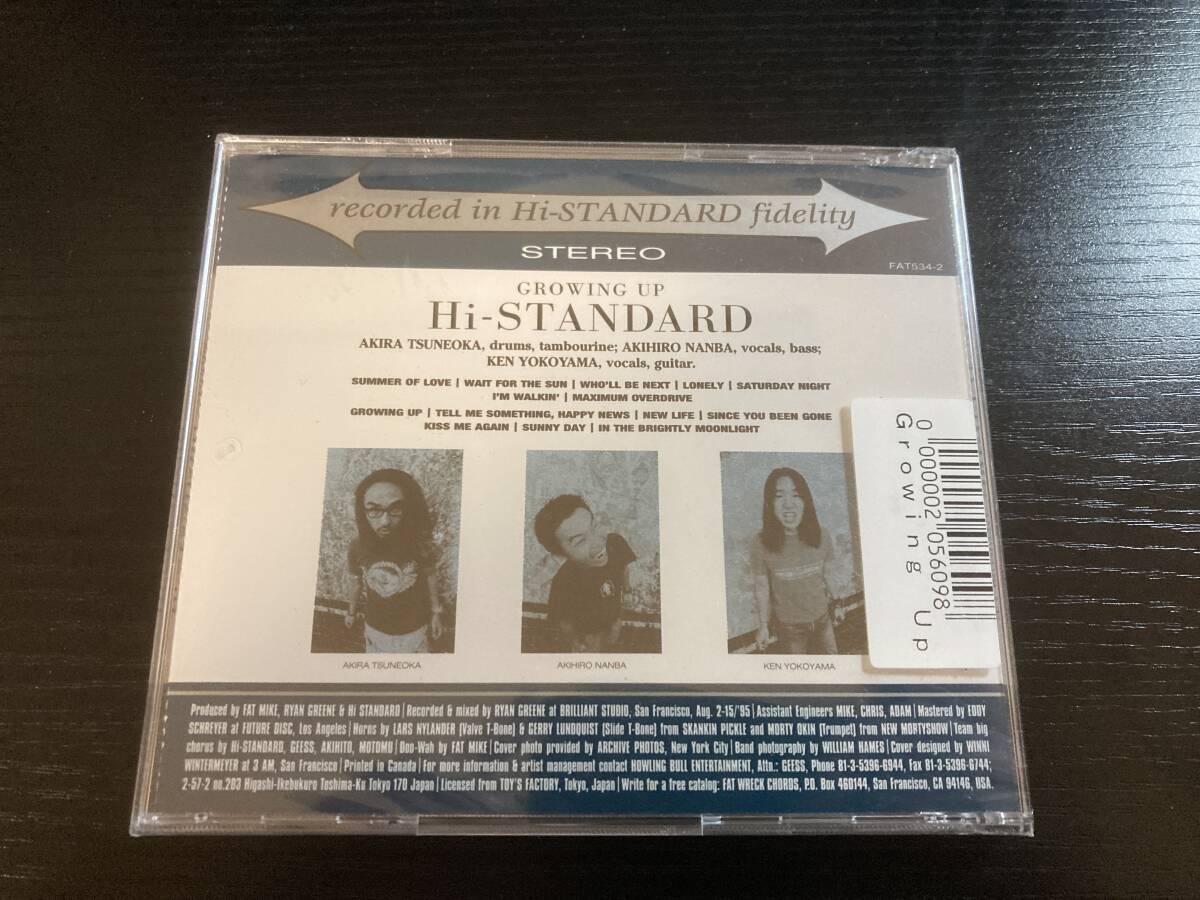 recorded in Hi-STANDARD fidelity
STEREO
FAT534-2
GROWING UP
Hi-STANDARD
AKIRA TSUNEOKA, drums, tambourine; AKIHIRO NANBA, vocals, bass;
KEN YOKOYAMA, vocals, guitar.
SUMMER OF LOVE | WAIT FOR THE SUN | WHO'LL BE NEXT | LONELY | SATURDAY NIGHT
I'M WALKIN' | MAXIMUM OVERDRIVE
GROWING UP | TELL ME SOMETHING, HAPPY NEWS | NEW LIFE | SINCE YOU BEEN GONE
KISS ME AGAIN | SUNNY DAY | IN THE BRIGHTLY MOONLIGHT
0 000002 056098
Growing Up
AKIRA TSUNEOKA
AKIHIRO NANBA
KEN YOKOYAMA
Produced by FAT MIKE, RYAN GREENE & Hi STANDARD | Recorded & mixed by RYAN GREENE at BRILLIANT STUDIO, San Francisco, Aug. 2-15/'95 | Assistant Engineers MIKE, CHRIS, ADAM | Mastered by EDDY
SCHREYER at FUTURE DISC, Los Angeles | Horns by LARS NYLANDER [Valve T-Bone] & GERRY LUNDQUIST [Slide T-Bone] from SKANKIN PICKLE and MORTY OKIN [Trumpet] from NEW MORTYSHOW | Team big
chorus by Hi-STANDARD, GEESS, AKIHITO, MOTOMU | Doo-Wah by FAT MIKE | Cover photo provided by ARCHIVE PHOTOS, New York City | Band photography by WILLIAM HAMES | Cover designed by WINNI
WINTERMEYER at 3 AM, San Francisco | Printed in Canada | For more information & artist management contact HOWLING BULL ENTERTAINMENT, Attn.: GEESS, Phone 81-3-5396-6944, Fax 81-3-5396-6744;
2-57-2 no.203 Higashi-Ikebukuro Toshima-Ku Tokyo 170 Japan | Licensed from TOY'S FACTORY, Tokyo, Japan | Write for a free catalog: FAT WRECK CHORDS, P.O. Box 460144, San Francisco, CA 94146, USA.